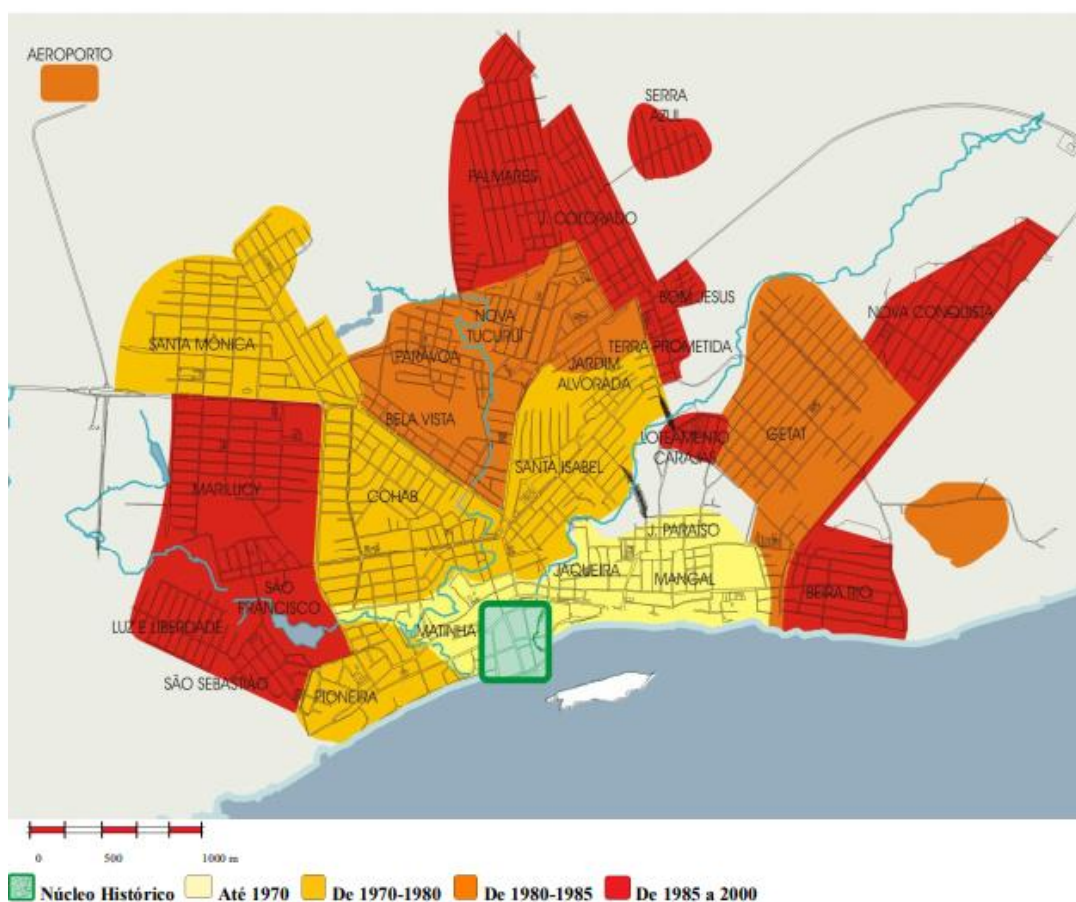 AEROPORTO
SERRA
AZUL
PALMARES
J. COLORADO
BOM JESUS
NOVA CONQUISTA
NOVA
TUCURUÍ
TERRA PROMETIDA
SANTA MÔNICA
PARAVOA
JARDIM
ALVORADA
BELA VISTA
GETAT
LOTEAMENTO
CARAJAS
SANTA ISABEL
MARILUCY
COHAB
J. PARAÍSO
JAQUEIRA
MANGAL
BEIRA RIO
SÃO
FRANCISCO
LUZ E LIBERDADE
MATINHA
SÃO SEBASTIÃO
PIONEIRA
0 500 1000 m
Núcleo Histórico Até 1970 De 1970-1980 De 1980-1985 De 1985 a 2000